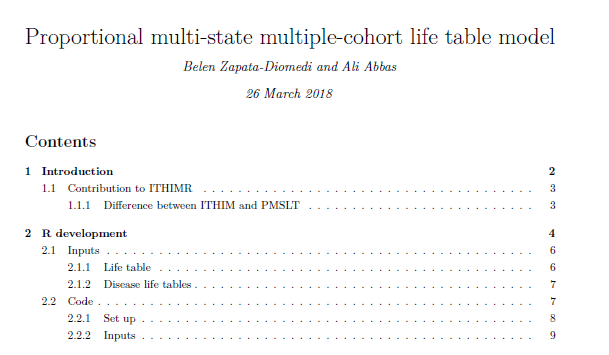 Proportional multi-state multiple-cohort life table model
Belen Zapata-Diomedi and Ali Abbas
26 March 2018
Contents
1 Introduction 2
1.1 Contribution to ITHIMR . . . . . . . . . . . . . . . . . . . . . . . . . . . . . . . . . . . . . . 3
1.1.1 Difference between ITHIM and PMSLT . . . . . . . . . . . . . . . . . . . . . . . . . . 3
2 R development 4
2.1 Inputs . . . . . . . . . . . . . . . . . . . . . . . . . . . . . . . . . . . . . . . . . . . . . . . . 6
2.1.1 Life table . . . . . . . . . . . . . . . . . . . . . . . . . . . . . . . . . . . . . . . . . . 6
2.1.2 Disease life tables . . . . . . . . . . . . . . . . . . . . . . . . . . . . . . . . . . . . . . 7
2.2 Code . . . . . . . . . . . . . . . . . . . . . . . . . . . . . . . . . . . . . . . . . . . . . . . . . 7
2.2.1 Set up . . . . . . . . . . . . . . . . . . . . . . . . . . . . . . . . . . . . . . . . . . . . 8
2.2.2 Inputs . . . . . . . . . . . . . . . . . . . . . . . . . . . . . . . . . . . . . . . . . . . . 9